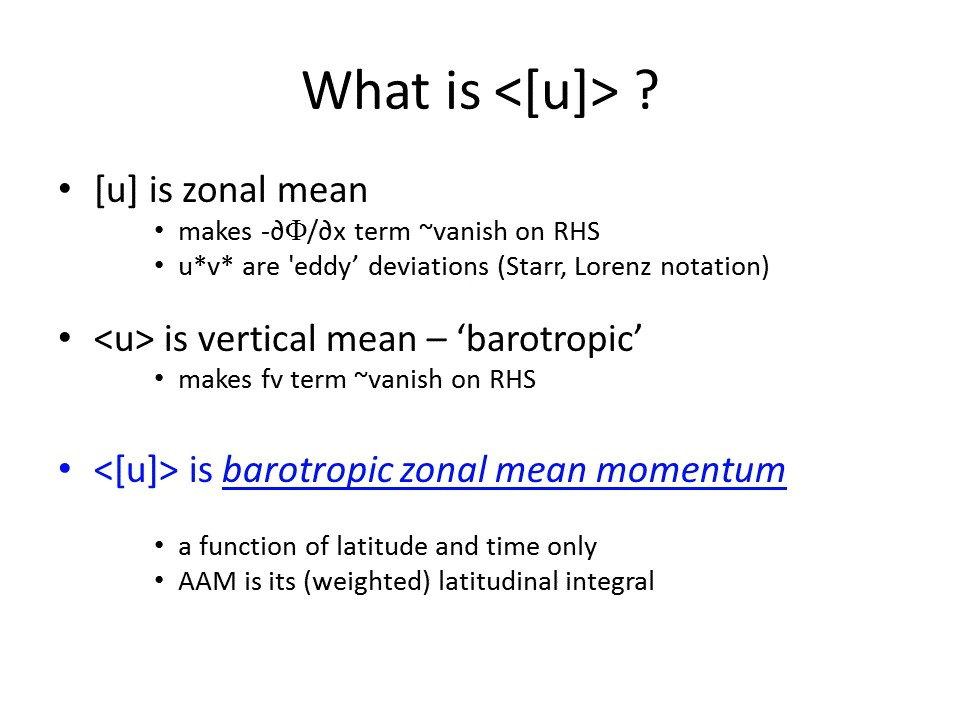 What is <[u]> ?
• [u] is zonal mean
• makes -∂Φ/∂x term ~vanish on RHS
• u*v* are 'eddy’ deviations (Starr, Lorenz notation)
• <u> is vertical mean – ‘barotropic’
• makes fv term ~vanish on RHS
• <[u]> is barotropic zonal mean momentum
• a function of latitude and time only
• AAM is its (weighted) latitudinal integral